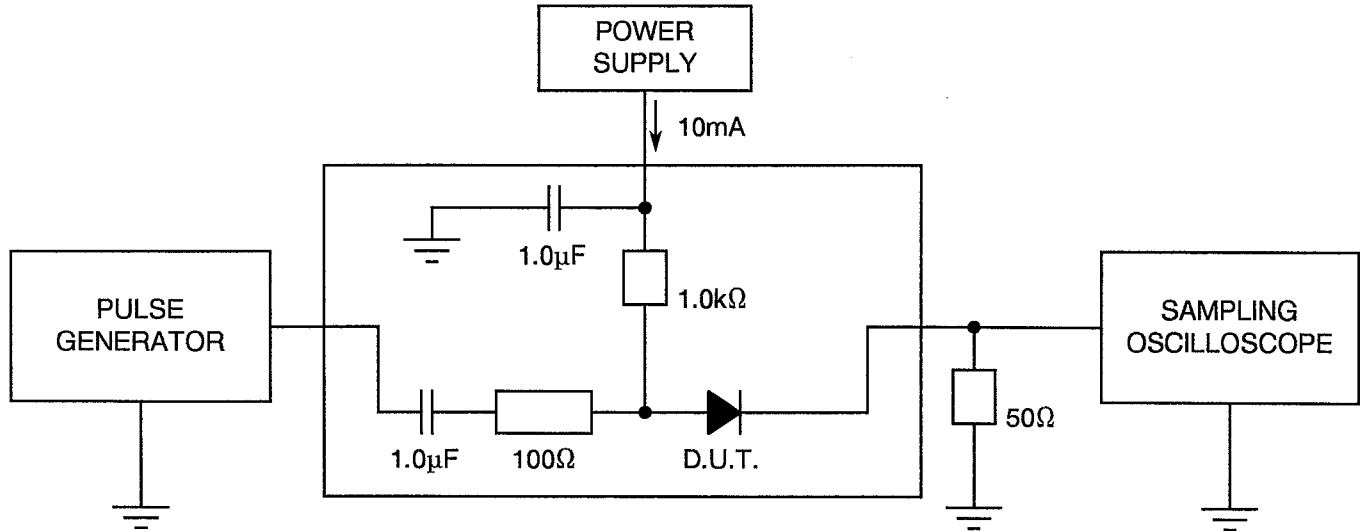 POWER
SUPPLY
10mA
1.0µF
1.0kΩ
PULSE
GENERATOR
SAMPLING
OSCILLOSCOPE
1.0µF
100Ω
D.U.T.
50Ω